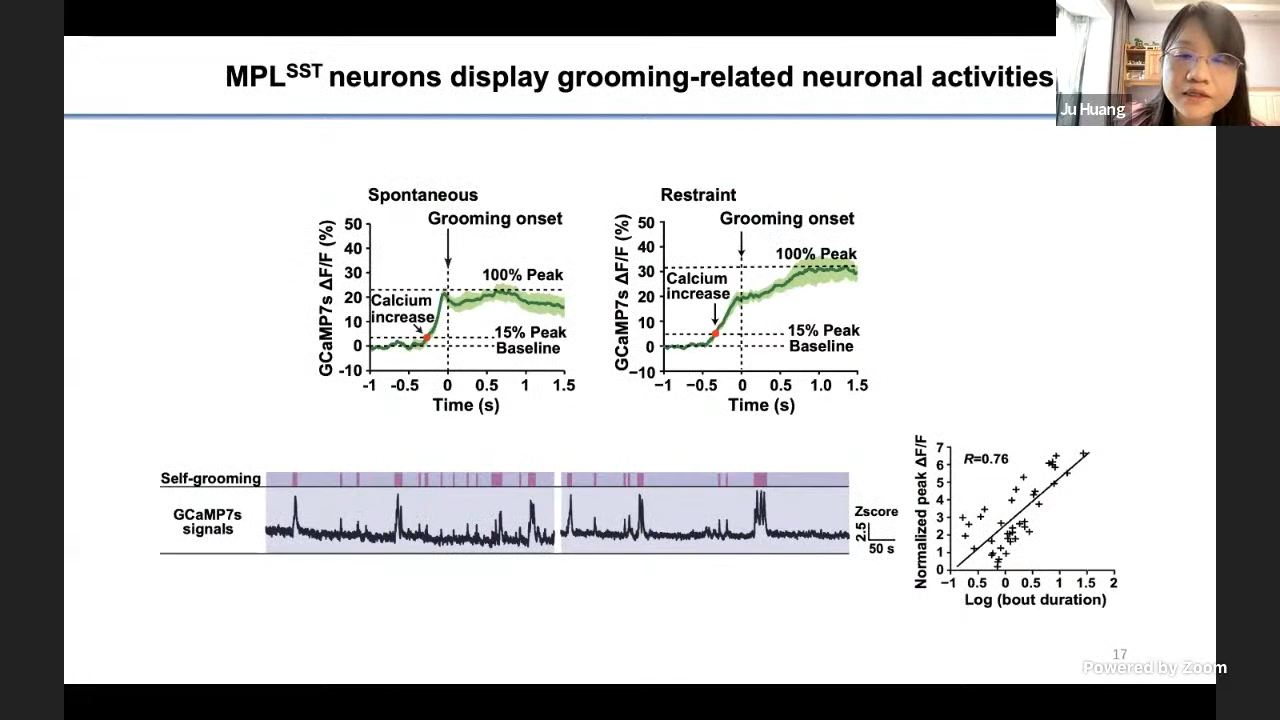 MPLSST neurons display grooming-related neuronal activities
Ju Huang
Spontaneous
Grooming onset
GCaMP7s ΔF/F (%)
50
40
30
20
10
0
-10
100% Peak
Calcium
increase
15% Peak
Baseline
-1 -0.5 0 0.5 1 1.5
Time (s)
Restraint
Grooming onset
GCaMP7s ΔF/F (%)
50
40
30
20
10
0
−10
100% Peak
Calcium
increase
15% Peak
Baseline
−1 −0.5 0 0.5 1.0 1.5
Time (s)
Self-grooming
GCaMP7s
signals
Zscore
2.5
50 s
Normalized peak ΔF/F
7
6
5
4
3
2
1
0
R=0.76
−1 0.5 0 0.5 1 1.5 2
Log (bout duration)
17
Powered by Zoom